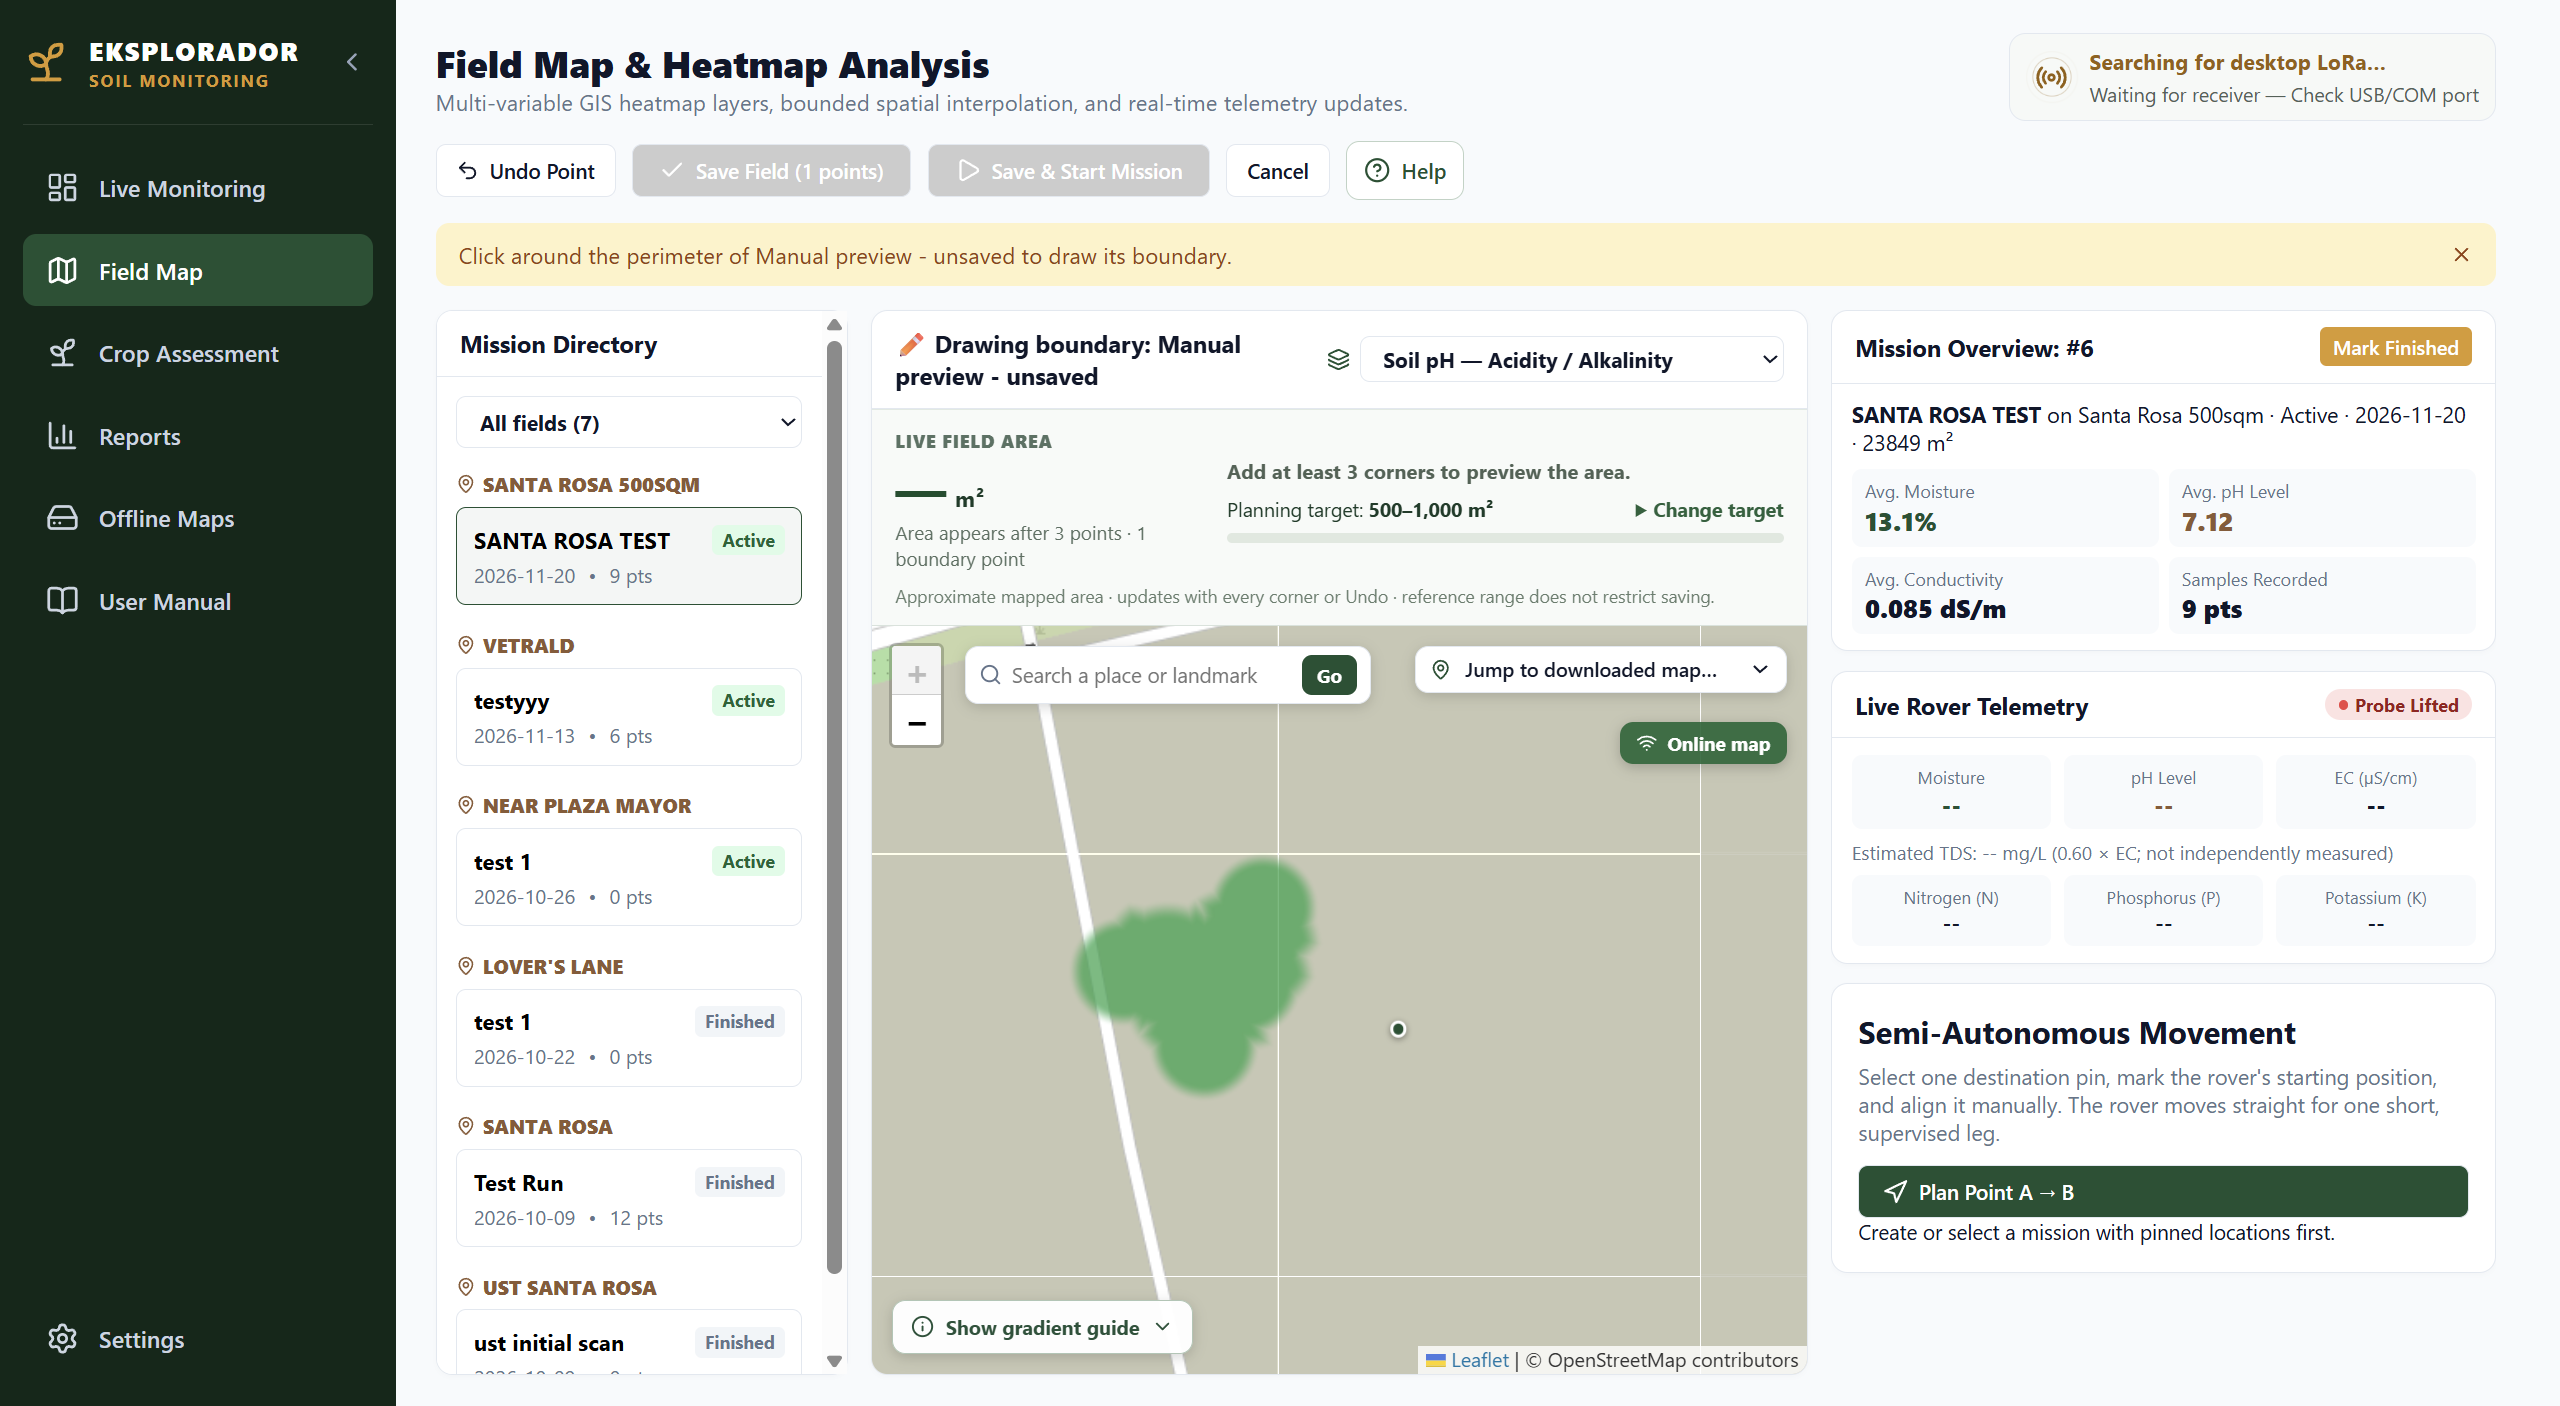 EKSPLORADOR
SOIL MONITORING
Live Monitoring
Field Map
Crop Assessment
Reports
Offline Maps
User Manual
Settings
Field Map & Heatmap Analysis
Multi-variable GIS heatmap layers, bounded spatial interpolation, and real-time telemetry updates.
Searching for desktop LoRa...
Waiting for receiver — Check USB/COM port
Undo Point
Save Field (1 points)
Save & Start Mission
Cancel
Help
Click around the perimeter of Manual preview - unsaved to draw its boundary.
Mission Directory
All fields (7)
SANTA ROSA 500SQM
SANTA ROSA TEST
Active
2026-11-20 • 9 pts
VETRALD
testyyy
Active
2026-11-13 • 6 pts
NEAR PLAZA MAYOR
test 1
Active
2026-10-26 • 0 pts
LOVER'S LANE
test 1
Finished
2026-10-22 • 0 pts
SANTA ROSA
Test Run
Finished
2026-10-09 • 12 pts
UST SANTA ROSA
ust initial scan
Finished
Drawing boundary: Manual
preview - unsaved
Soil pH — Acidity / Alkalinity
LIVE FIELD AREA
— m²
Area appears after 3 points · 1
boundary point
Add at least 3 corners to preview the area.
Planning target: 500–1,000 m²
Change target
Approximate mapped area · updates with every corner or Undo · reference range does not restrict saving.
+
−
Search a place or landmark
Go
Jump to downloaded map...
Online map
Show gradient guide
Leaflet | © OpenStreetMap contributors
Mission Overview: #6
Mark Finished
SANTA ROSA TEST on Santa Rosa 500sqm · Active · 2026-11-20
· 23849 m²
Avg. Moisture
13.1%
Avg. pH Level
7.12
Avg. Conductivity
0.085 dS/m
Samples Recorded
9 pts
Live Rover Telemetry
Probe Lifted
Moisture
--
pH Level
--
EC (µS/cm)
--
Estimated TDS: -- mg/L (0.60 × EC; not independently measured)
Nitrogen (N)
--
Phosphorus (P)
--
Potassium (K)
--
Semi-Autonomous Movement
Select one destination pin, mark the rover's starting position,
and align it manually. The rover moves straight for one short,
supervised leg.
Plan Point A → B
Create or select a mission with pinned locations first.